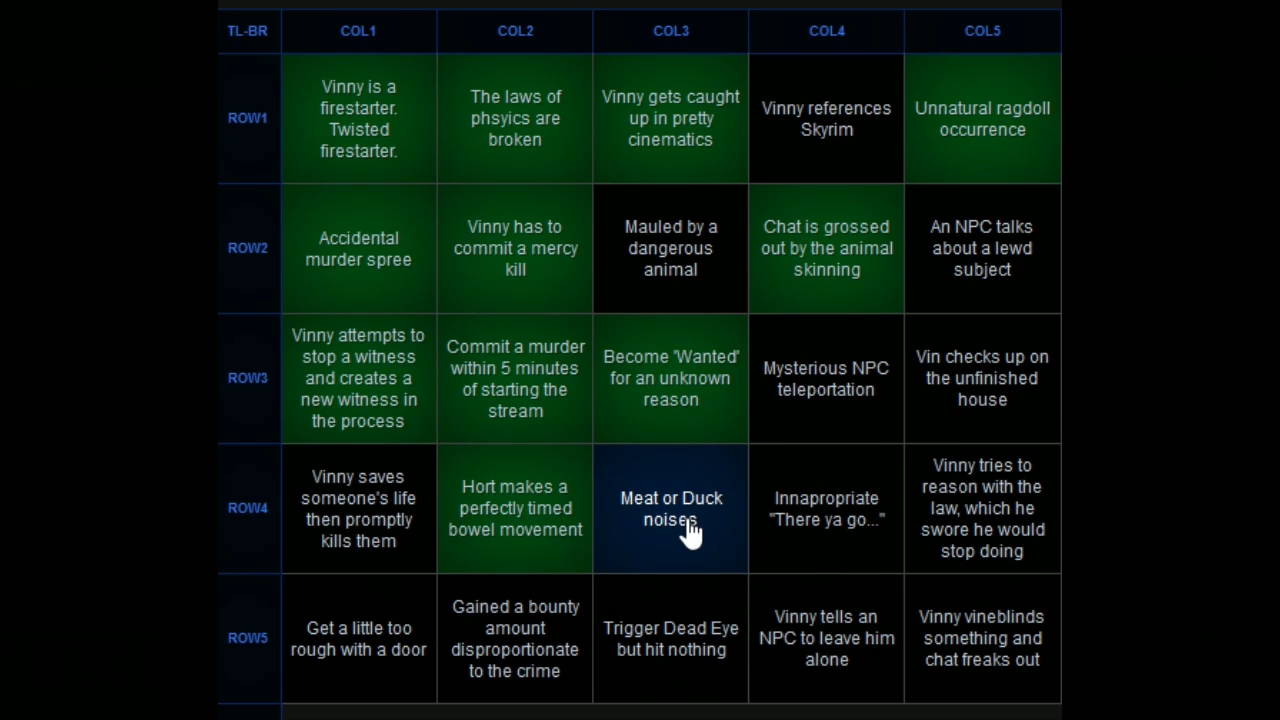 TL-BR COL1 COL2 COL3 COL4 COL5
ROW1
Vinny is a
firestarter.
Twisted
firestarter.
The laws of
phsyics are
broken
Vinny gets caught
up in pretty
cinematics
Vinny references
Skyrim
Unnatural ragdoll
occurrence
ROW2
Accidental
murder spree
Vinny has to
commit a mercy
kill
Mauled by a
dangerous
animal
Chat is grossed
out by the animal
skinning
An NPC talks
about a lewd
subject
ROW3
Vinny attempts to
stop a witness
and creates a
new witness in
the process
Commit a murder
within 5 minutes
of starting the
stream
Become 'Wanted'
for an unknown
reason
Mysterious NPC
teleportation
Vin checks up on
the unfinished
house
ROW4
Vinny saves
someone's life
then promptly
kills them
Hort makes a
perfectly timed
bowel movement
Meat or Duck
noises
Innapropriate
"There ya go..."
Vinny tries to
reason with the
law, which he
swore he would
stop doing
ROW5
Get a little too
rough with a door
Gained a bounty
amount
disproportionate
to the crime
Trigger Dead Eye
but hit nothing
Vinny tells an
NPC to leave him
alone
Vinny vineblinds
something and
chat freaks out